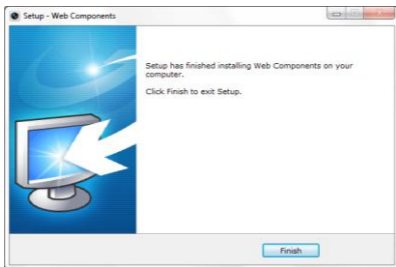 Setup - Web Components
Setup has finished installing Web Components on your
computer.
Click Finish to exit Setup.
Finish